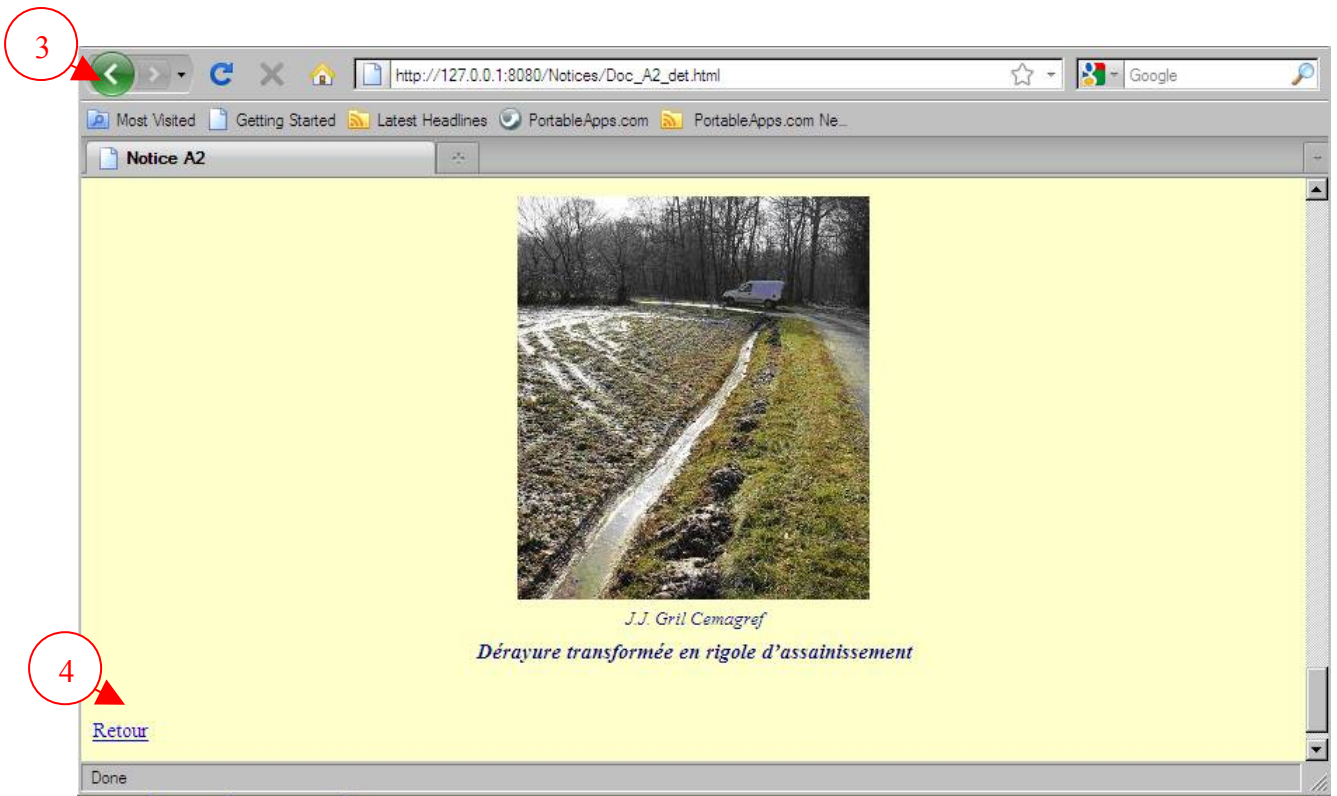 3
http://127.0.0.1:8080/Notices/Doc_A2_det.html
Google
Most Visited Getting Started Latest Headlines PortableApps.com PortableApps.com Ne...
Notice A2
J.J. Gril Cemagref
Dérayure transformée en rigole d'assainissement
4
Retour
Done